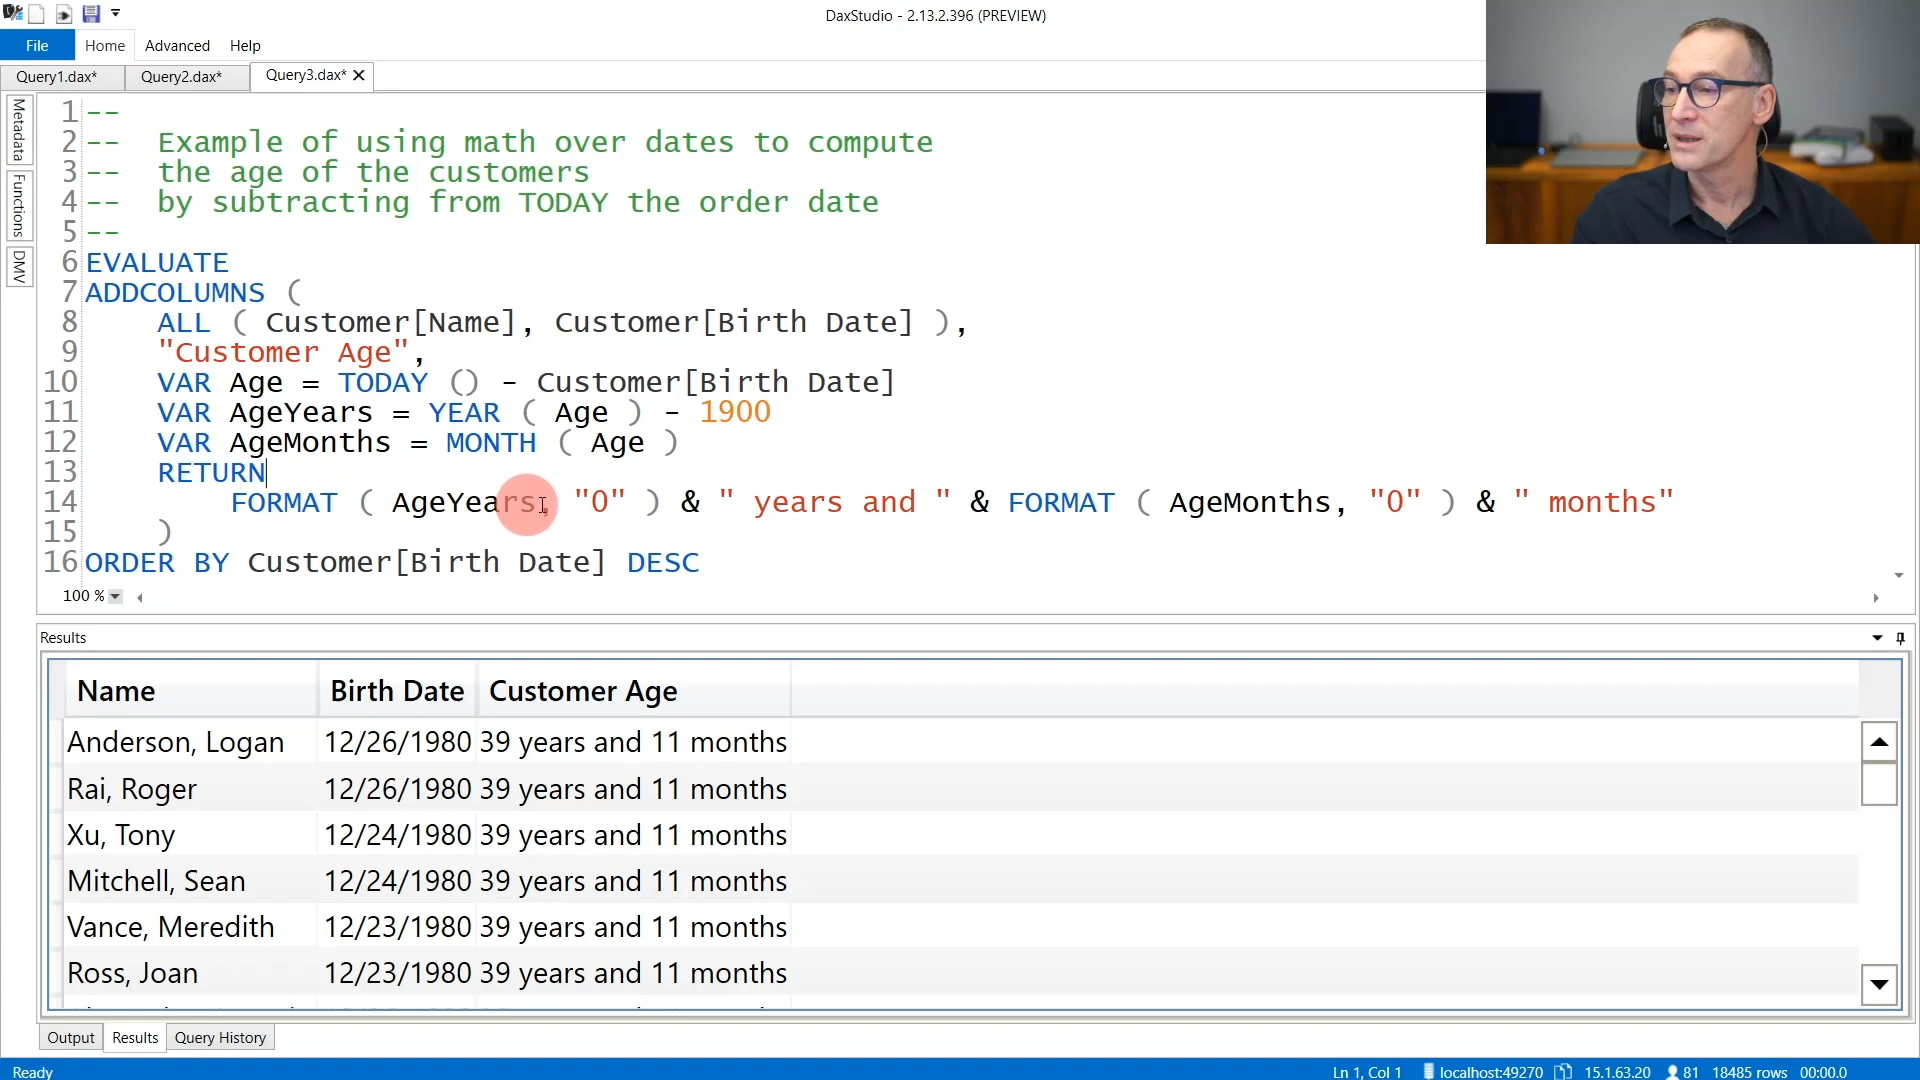 DaxStudio - 2.13.2.396 (PREVIEW)
File Home Advanced Help
Query1.dax* Query2.dax* Query3.dax*
Metadata
Functions
DMV
1 --
2 -- Example of using math over dates to compute
3 -- the age of the customers
4 -- by subtracting from TODAY the order date
5 --
6 EVALUATE
7 ADDCOLUMNS (
8 ALL ( Customer[Name], Customer[Birth Date] ),
9 "Customer Age",
10 VAR Age = TODAY () - Customer[Birth Date]
11 VAR AgeYears = YEAR ( Age ) - 1900
12 VAR AgeMonths = MONTH ( Age )
13 RETURN
14 FORMAT ( AgeYears, "0" ) & " years and " & FORMAT ( AgeMonths, "0" ) & " months"
15 )
16 ORDER BY Customer[Birth Date] DESC
100 %
Results
Name Birth Date Customer Age
Anderson, Logan 12/26/1980 39 years and 11 months
Rai, Roger 12/26/1980 39 years and 11 months
Xu, Tony 12/24/1980 39 years and 11 months
Mitchell, Sean 12/24/1980 39 years and 11 months
Vance, Meredith 12/23/1980 39 years and 11 months
Ross, Joan 12/23/1980 39 years and 11 months
Output Results Query History
Ready Ln 1, Col 1 localhost:49270 15.1.63.20 81 18485 rows 00:00.0